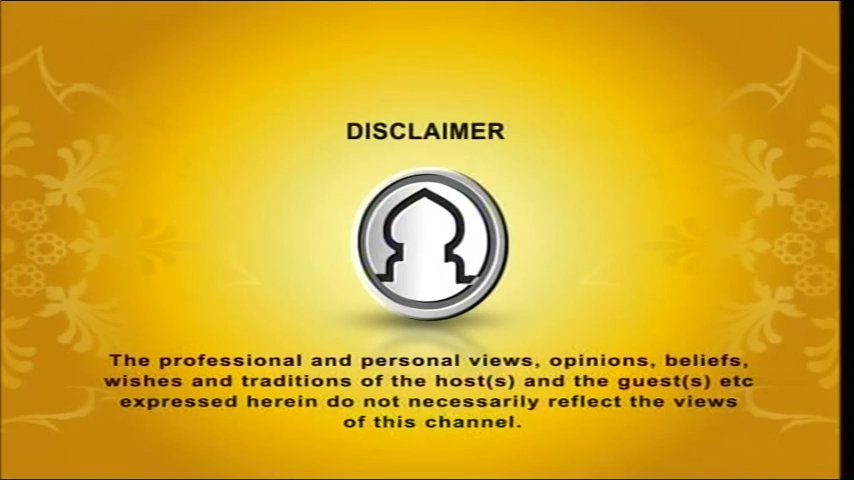 DISCLAIMER
The professional and personal views, opinions, beliefs,
wishes and traditions of the host(s) and the guest(s) etc
expressed herein do not necessarily reflect the views
of this channel.